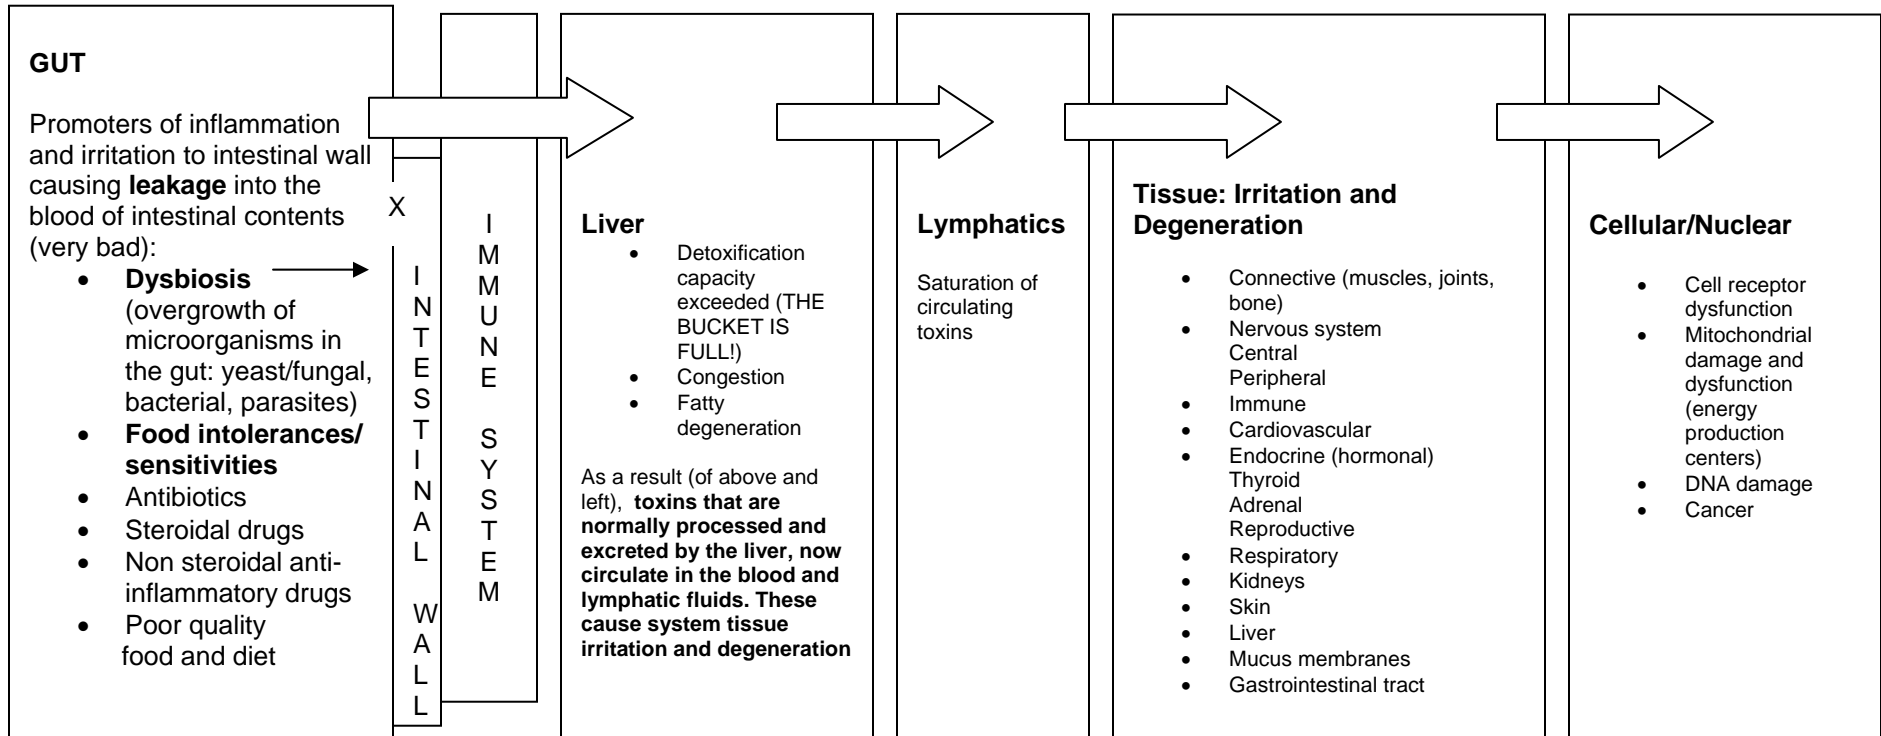 GUT
Promoters of inflammation
and irritation to intestinal wall
causing leakage into the
blood of intestinal contents
(very bad):
• Dysbiosis
(overgrowth of
microorganisms in
the gut: yeast/fungal,
bacterial, parasites)
• Food intolerances/
sensitivities
• Antibiotics
• Steroidal drugs
• Non steroidal anti-
inflammatory drugs
• Poor quality
food and diet
X
I
N
T
E
S
T
I
N
A
L
W
A
L
L
I
M
M
U
N
E
S
Y
S
T
E
M
Liver
• Detoxification
capacity
exceeded (THE
BUCKET IS
FULL!)
• Congestion
• Fatty
degeneration
As a result (of above and
left), toxins that are
normally processed and
excreted by the liver, now
circulate in the blood and
lymphatic fluids. These
cause system tissue
irritation and degeneration
Lymphatics
Saturation of
circulating
toxins
Tissue: Irritation and
Degeneration
• Connective (muscles, joints,
bone)
• Nervous system
Central
Peripheral
• Immune
• Cardiovascular
• Endocrine (hormonal)
Thyroid
Adrenal
Reproductive
• Respiratory
• Kidneys
• Skin
• Liver
• Mucus membranes
• Gastrointestinal tract
Cellular/Nuclear
• Cell receptor
dysfunction
• Mitochondrial
damage and
dysfunction
(energy
production
centers)
• DNA damage
• Cancer